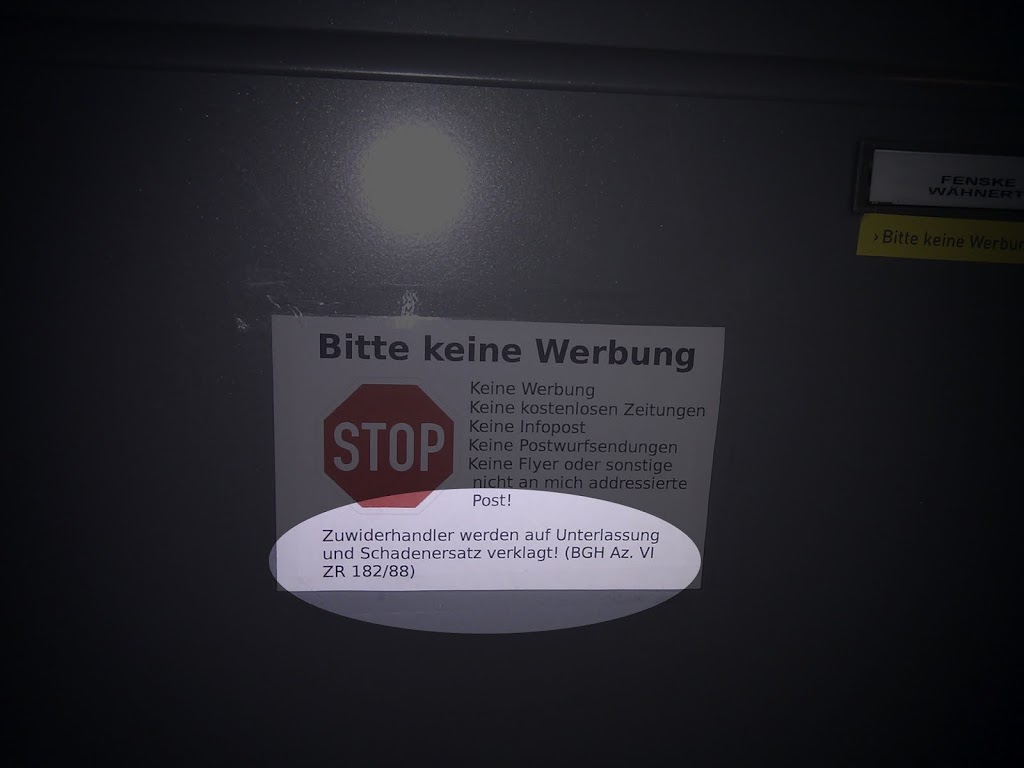 FENSKE
WÄHNERT
› Bitte keine Werbun
Bitte keine Werbung
STOP
Keine Werbung
Keine kostenlosen Zeitungen
Keine Infopost
Keine Postwurfsendungen
Keine Flyer oder sonstige
nicht an mich addressierte
Post!
Zuwiderhandler werden auf Unterlassung
und Schadenersatz verklagt! (BGH Az. VI
ZR 182/88)